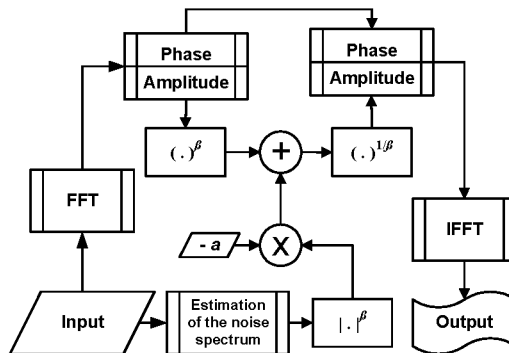 Phase
Amplitude
Phase
Amplitude
( . )^β
+
( . )^1/β
FFT
IFFT
- a
X
Input
Estimation
of the noise
spectrum
| . |^β
Output